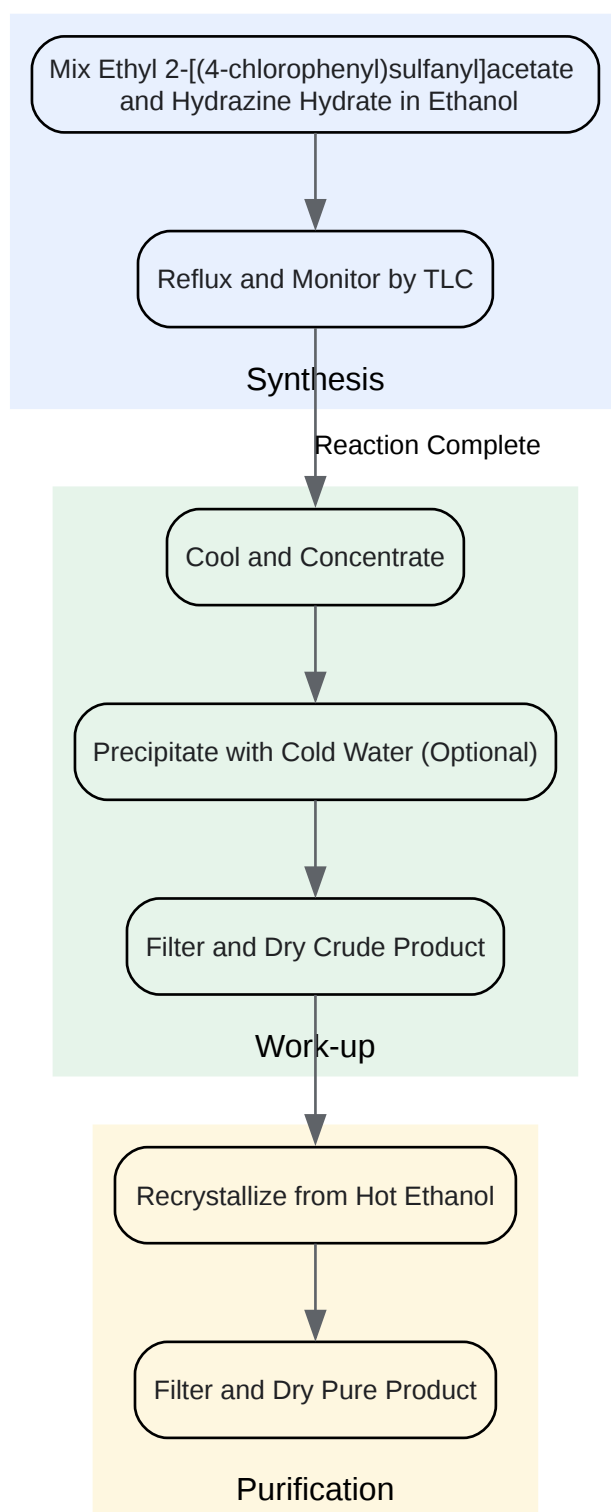 Mix Ethyl 2-[(4-chlorophenyl)sulfanyl]acetate
and Hydrazine Hydrate in Ethanol
Reflux and Monitor by TLC
Synthesis
Reaction Complete
Cool and Concentrate
Precipitate with Cold Water (Optional)
Filter and Dry Crude Product
Work-up
Recrystallize from Hot Ethanol
Filter and Dry Pure Product
Purification